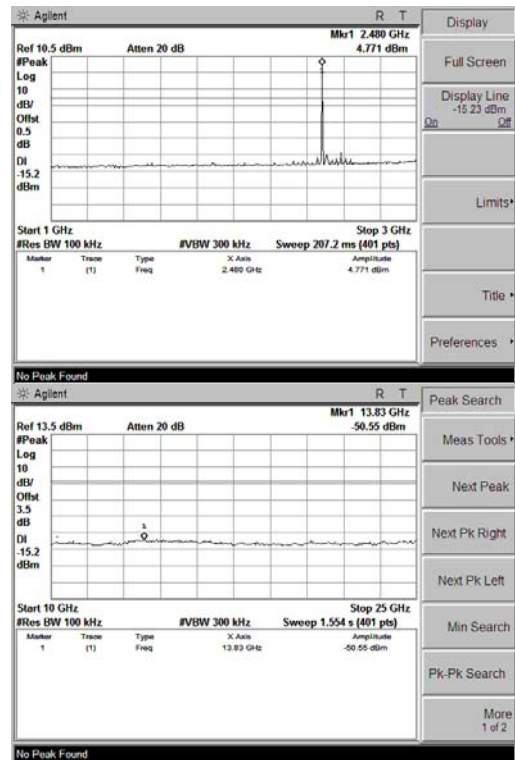 Agilent R T
Display
Mkr1 2.480 GHz
Ref 10.5 dBm Atten 20 dB 4.771 dBm
#Peak
Log
10
dB/
Offst
0.5
dB
DI
-15.2
dBm
1
Start 1 GHz Stop 3 GHz
#Res BW 100 kHz #VBW 300 kHz Sweep 207.2 ms (401 pts)
Marker Trace Type X Axis Amplitude
1 (1) Freq 2.480 GHz 4.771 dBm
Full Screen
Display Line
-15.23 dBm
On Off
Limits
Title
Preferences
No Peak Found
Agilent R T
Peak Search
Mkr1 13.83 GHz
Ref 13.5 dBm Atten 20 dB -50.55 dBm
#Peak
Log
10
dB/
Offst
3.5
dB
DI
-15.2
dBm
1
Start 10 GHz Stop 25 GHz
#Res BW 100 kHz #VBW 300 kHz Sweep 1.554 s (401 pts)
Marker Trace Type X Axis Amplitude
1 (1) Freq 13.83 GHz -50.55 dBm
Meas Tools
Next Peak
Next Pk Right
Next Pk Left
Min Search
Pk-Pk Search
More
1 of 2
No Peak Found